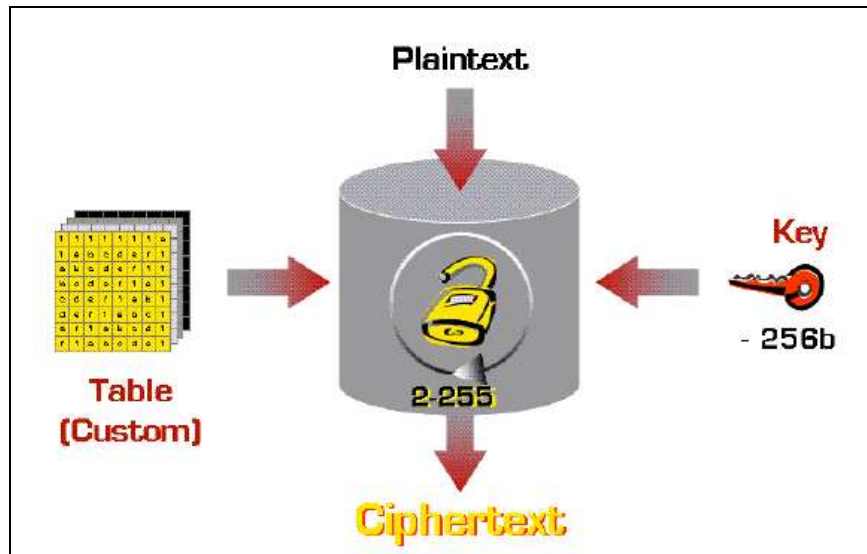 Plaintext
Key
- 256b
2-255
Table
(Custom)
Ciphertext